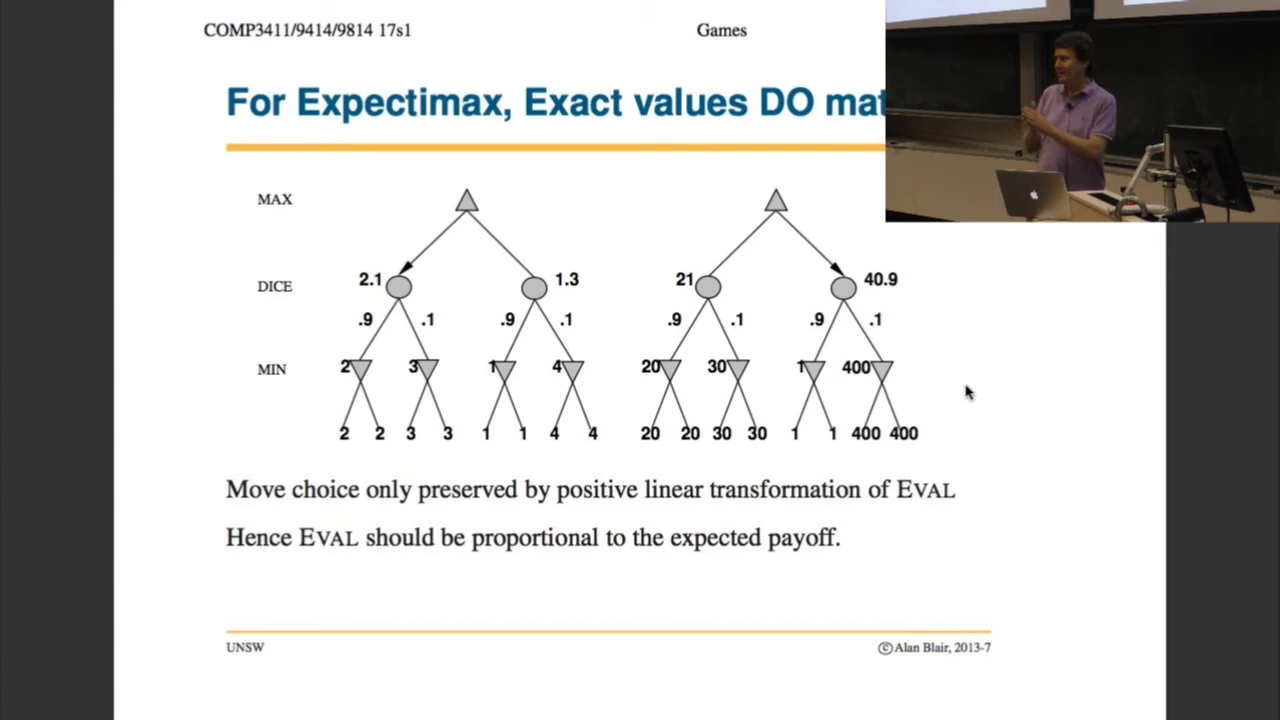 COMP3411/9414/9814 17s1 Games
For Expectimax, Exact values DO mat
MAX
DICE 2.1 1.3 21 40.9
.9 .1 .9 .1 .9 .1 .9 .1
MIN 2 3 1 4 20 30 1 400
2 2 3 3 1 1 4 4 20 20 30 30 1 1 400 400
Move choice only preserved by positive linear transformation of EVAL
Hence EVAL should be proportional to the expected payoff.
UNSW ©Alan Blair, 2013-7